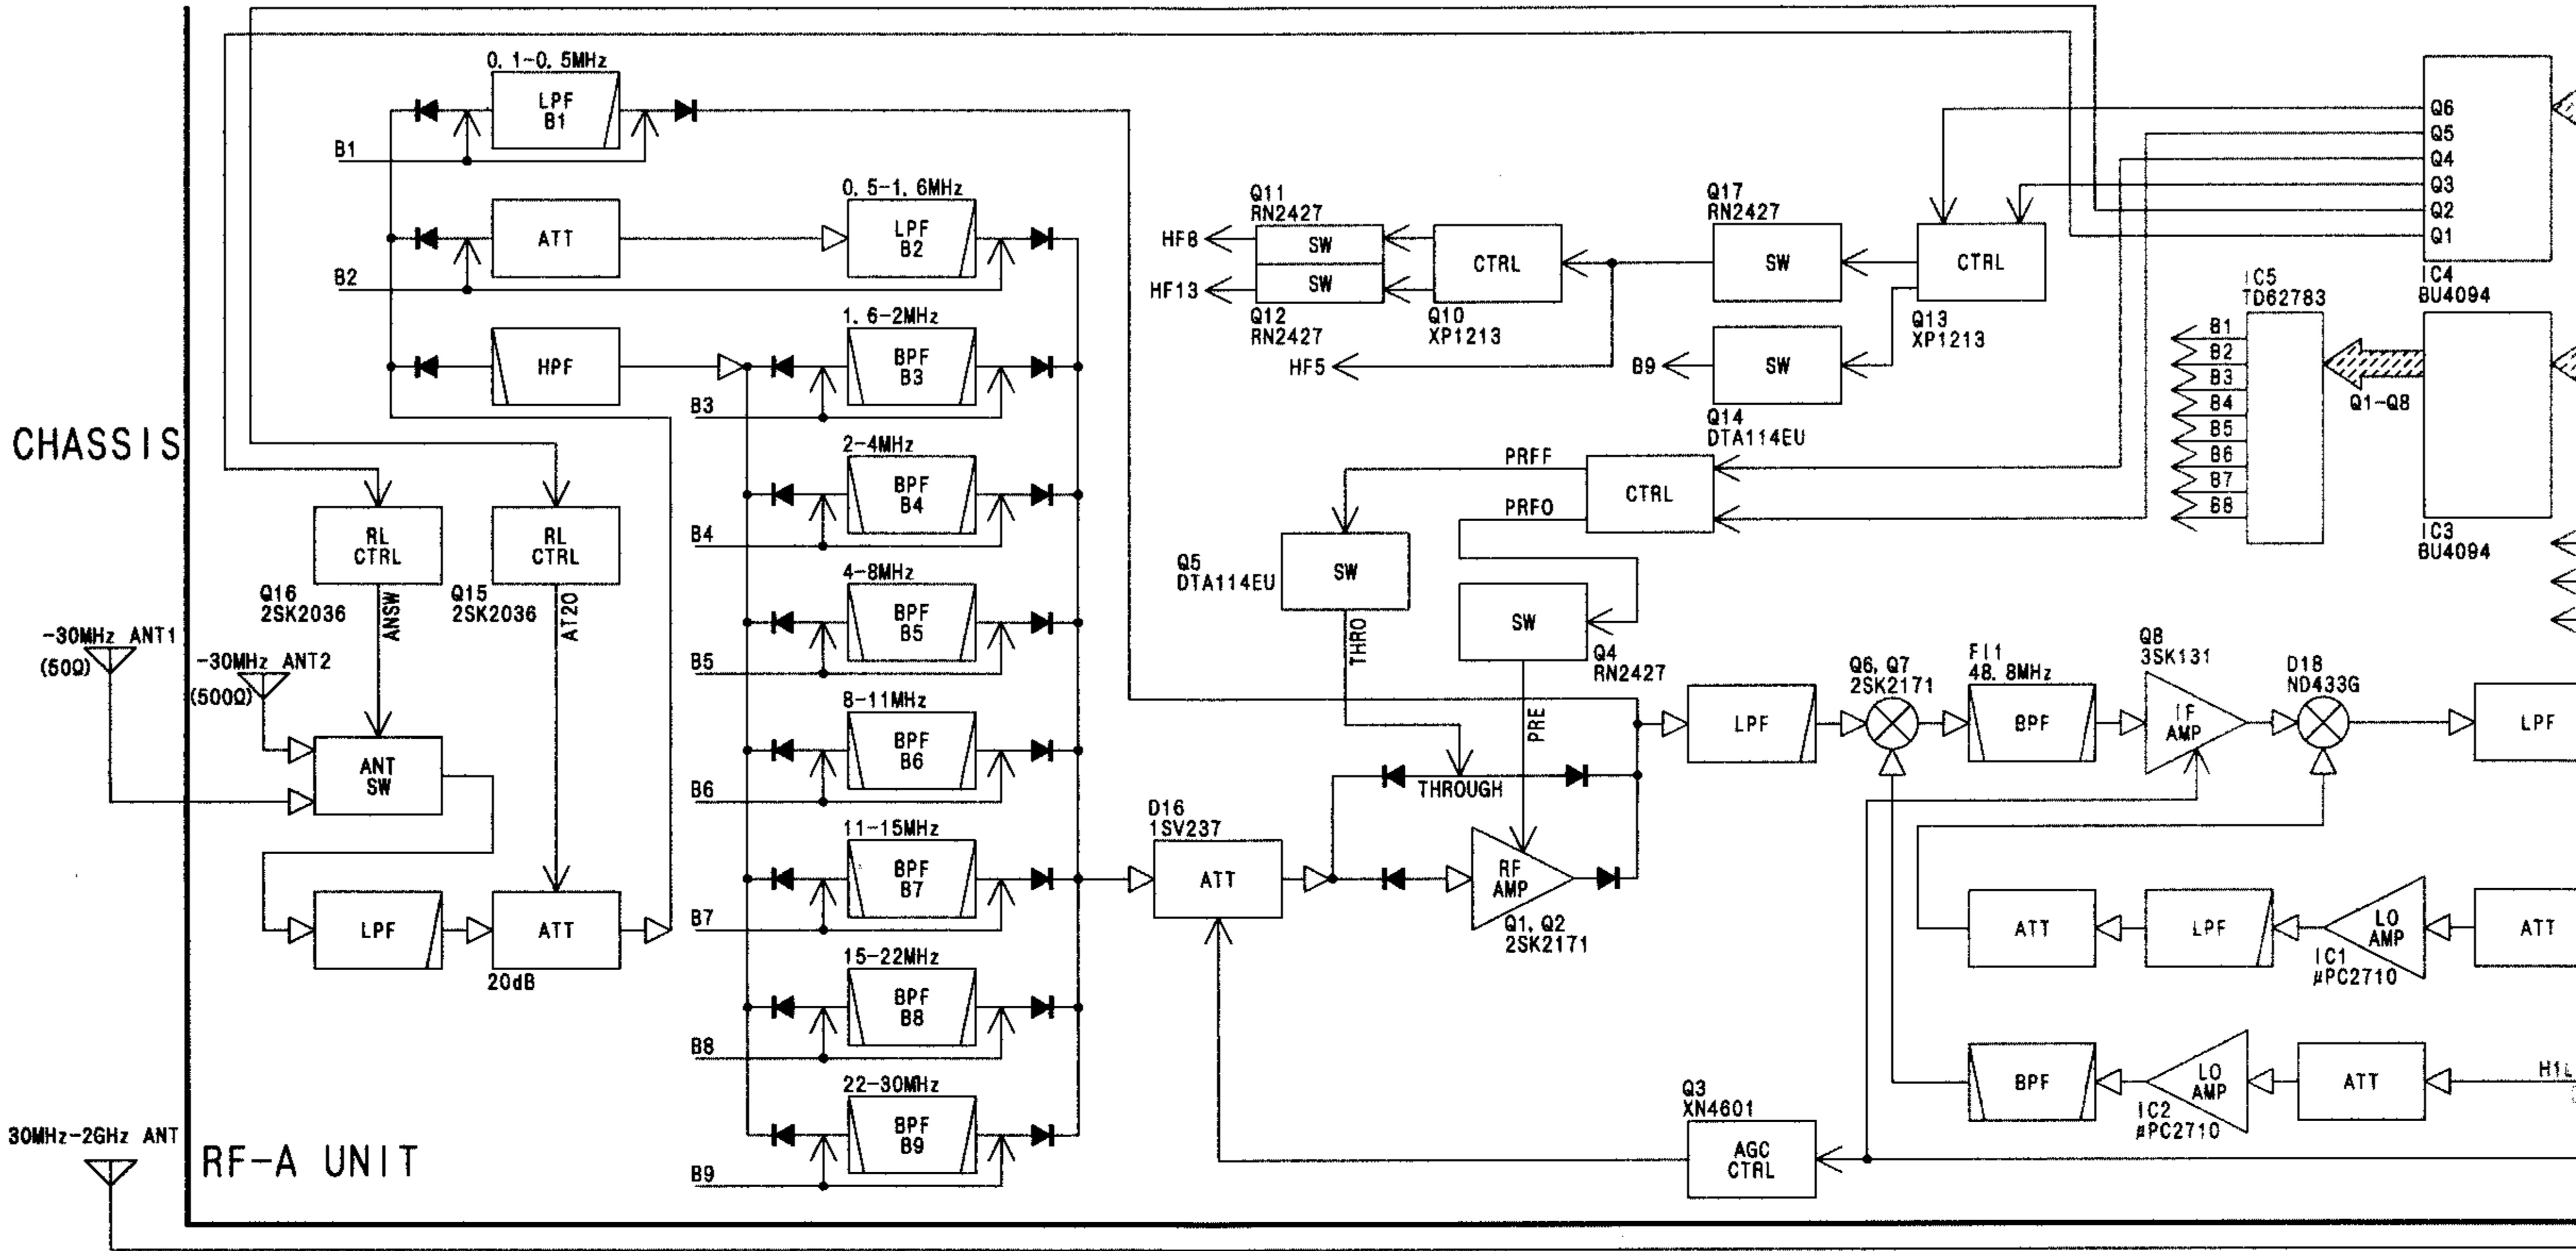 CHASSIS
RF-A UNIT
-30MHz ANT1
(50Ω)
-30MHz ANT2
(500Ω)
30MHz-2GHz ANT
0.1-0.5MHz
LPF
B1
B1
ATT
0.5-1.6MHz
LPF
B2
B2
HPF
1.6-2MHz
BPF
B3
B3
2-4MHz
BPF
B4
B4
4-8MHz
BPF
B5
B5
8-11MHz
BPF
B6
B6
11-15MHz
BPF
B7
B7
15-22MHz
BPF
B8
B8
22-30MHz
BPF
B9
B9
RL
CTRL
Q16
2SK2036
ANSW
RL
CTRL
Q15
2SK2036
AT20
ANT
SW
LPF
ATT
20dB
Q11
RN2427
HF8
SW
HF13
SW
Q12
RN2427
CTRL
Q10
XP1213
HF5
Q17
RN2427
SW
B9
SW
Q14
DTA114EU
CTRL
Q13
XP1213
PRFF
PRFO
CTRL
Q5
DTA114EU
SW
THRO
SW
Q4
RN2427
PRE
THROUGH
D16
1SV237
ATT
RF
AMP
Q1, Q2
2SK2171
LPF
Q6, Q7
2SK2171
FI1
48.8MHz
BPF
Q8
3SK131
IF
AMP
D18
ND433G
LPF
ATT
LPF
LO
AMP
IC1
μPC2710
ATT
BPF
LO
AMP
IC2
μPC2710
ATT
Q3
XN4601
AGC
CTRL
Q6
Q5
Q4
Q3
Q2
Q1
IC4
BU4094
IC5
TD62783
B1
B2
B3
B4
B5
B6
B7
B8
Q1-Q8
IC3
BU4094